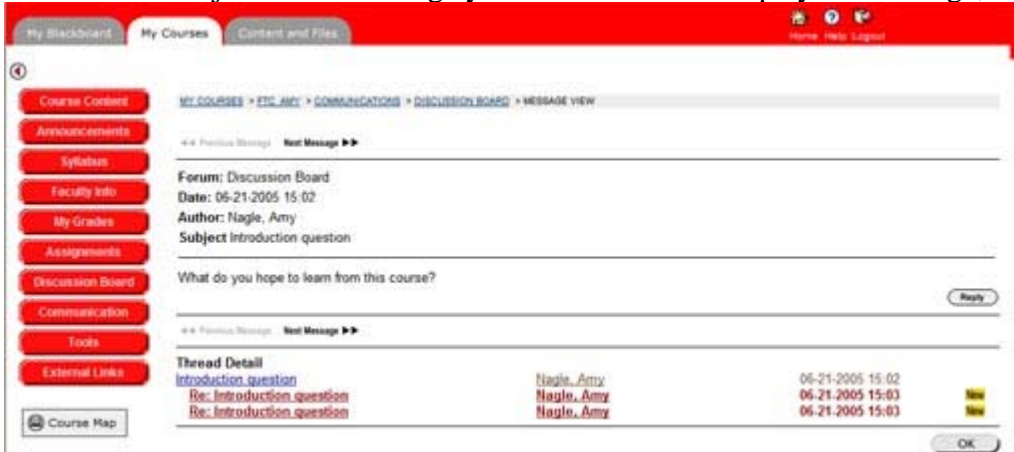 My Blackboard My Courses Content and Files
Home Help Logout
Course Content
MY COURSES > FTC_AMY > COMMUNICATIONS > DISCUSSION BOARD > MESSAGE VIEW
Announcements
Previous Message Next Message
Syllabus
Forum: Discussion Board
Faculty Info
Date: 06-21-2005 15:02
My Grades
Author: Nagle, Amy
Subject Introduction question
Assignments
Discussion Board
What do you hope to learn from this course?
Reply
Communication
Previous Message Next Message
Tools
Thread Detail
External Links
Introduction question Nagle, Amy 06-21-2005 15:02
Re: Introduction question Nagle, Amy 06-21-2005 15:03 New
Re: Introduction question Nagle, Amy 06-21-2005 15:03 New
Course Map
OK